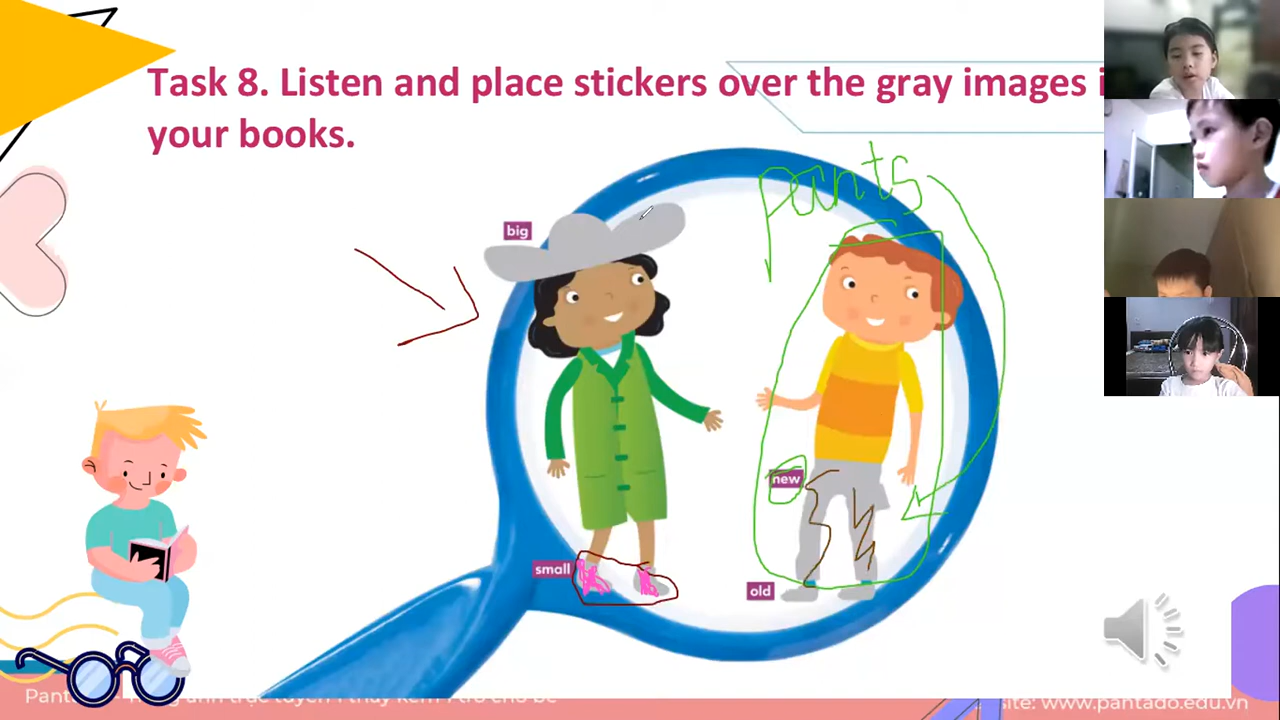 Task 8. Listen and place stickers over the gray images i
your books.
pants
big
new
small
old
www.pantado.edu.vn